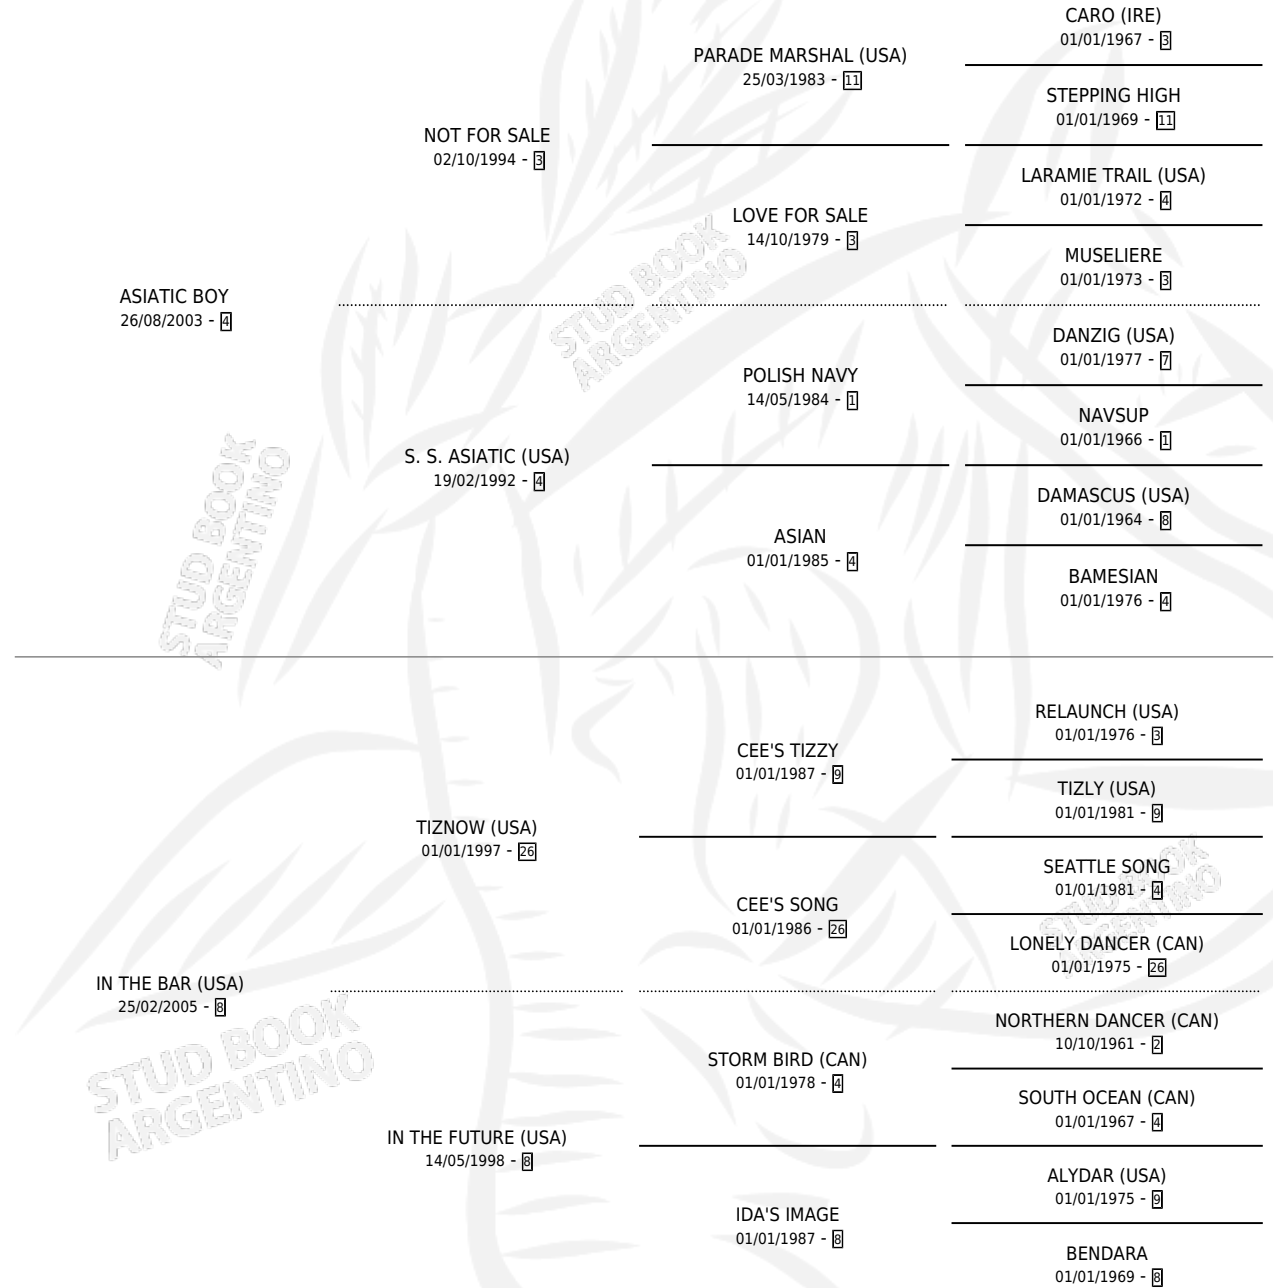 CARO (IRE)
01/01/1967 - 3
PARADE MARSHAL (USA)
25/03/1983 - 11
STEPPING HIGH
01/01/1969 - 11
NOT FOR SALE
02/10/1994 - 3
LARAMIE TRAIL (USA)
01/01/1972 - 4
LOVE FOR SALE
14/10/1979 - 3
MUSELIERE
01/01/1973 - 3
ASIATIC BOY
26/08/2003 - 4
DANZIG (USA)
01/01/1977 - 7
POLISH NAVY
14/05/1984 - 1
NAVSUP
01/01/1966 - 1
S. S. ASIATIC (USA)
19/02/1992 - 4
DAMASCUS (USA)
01/01/1964 - 8
ASIAN
01/01/1985 - 4
BAMESIAN
01/01/1976 - 4
STUD BOOK
ARGENTINO
STUD BOOK
ARGENTINO
RELAUNCH (USA)
01/01/1976 - 3
CEE'S TIZZY
01/01/1987 - 9
TIZLY (USA)
01/01/1981 - 9
TIZNOW (USA)
01/01/1997 - 26
SEATTLE SONG
01/01/1981 - 4
CEE'S SONG
01/01/1986 - 26
LONELY DANCER (CAN)
01/01/1975 - 26
IN THE BAR (USA)
25/02/2005 - 8
NORTHERN DANCER (CAN)
10/10/1961 - 2
STORM BIRD (CAN)
01/01/1978 - 4
SOUTH OCEAN (CAN)
01/01/1967 - 4
IN THE FUTURE (USA)
14/05/1998 - 8
ALYDAR (USA)
01/01/1975 - 9
IDA'S IMAGE
01/01/1987 - 8
BENDARA
01/01/1969 - 8
STUD BOOK
ARGENTINO
STUD BOOK
ARGENTINO